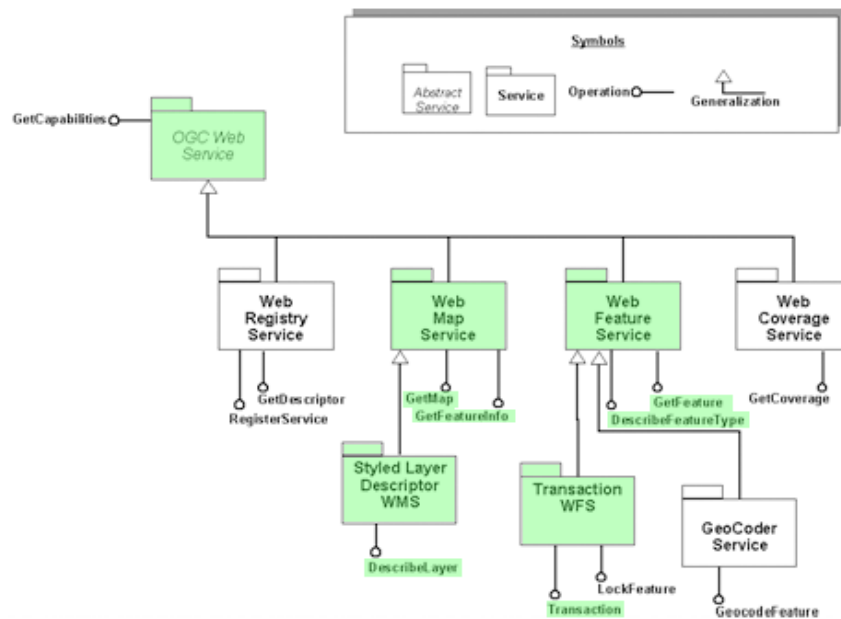 Symbols
Abstract
Service
Service
Operation
Generalization
GetCapabilities
OGC Web
Service
Web
Registry
Service
Web
Map
Service
Web
Feature
Service
Web
Coverage
Service
GetDescriptor
RegisterService
GetMap
GetFeatureInfo
GetFeature
DescribeFeatureType
GetCoverage
Styled Layer
Descriptor
WMS
Transaction
WFS
GeoCoder
Service
DescribeLayer
LockFeature
Transaction
GeocodeFeature